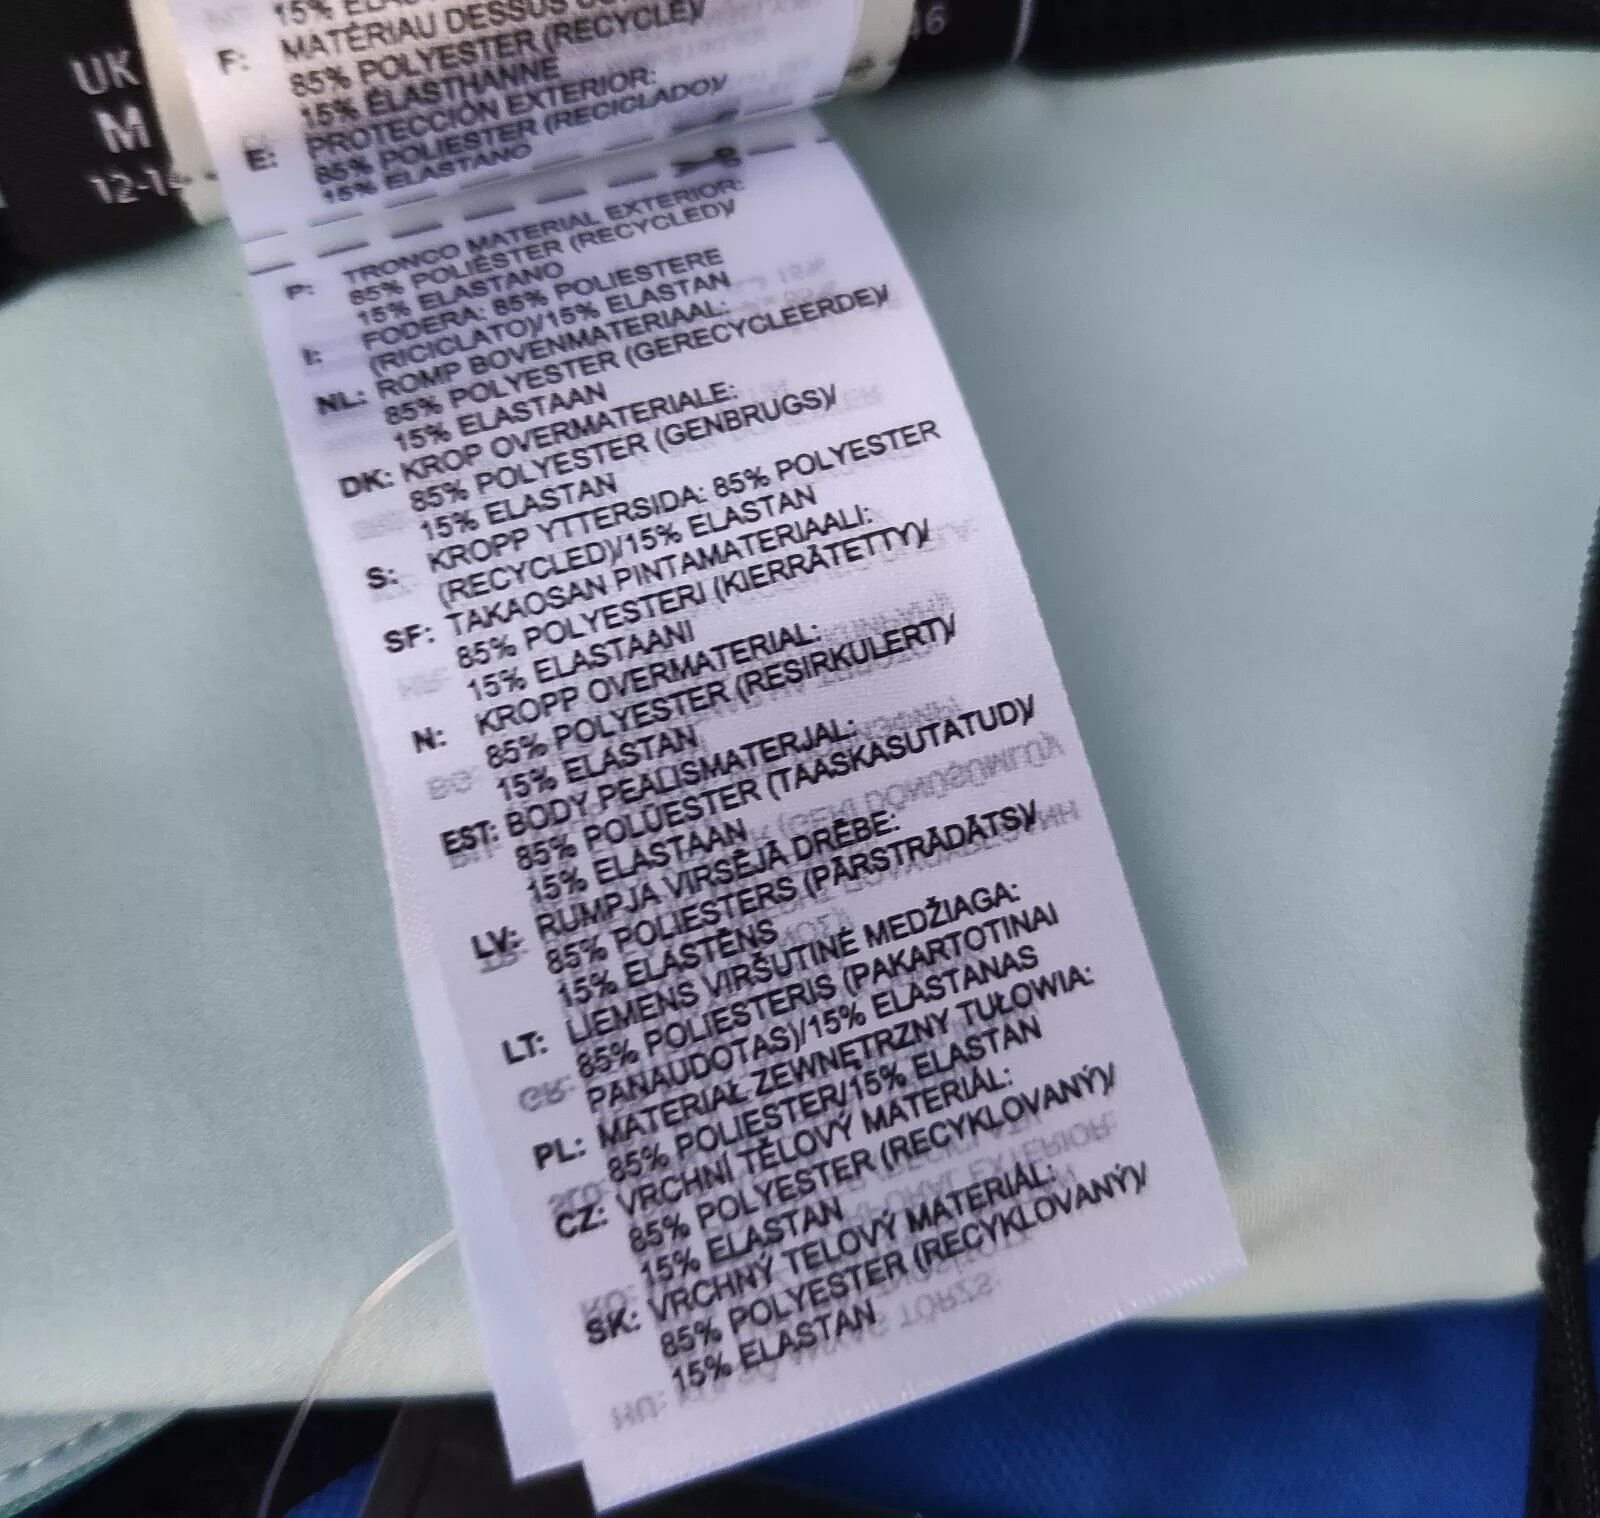 UK
M
46
F: MATÉRIAU DESSUS
85% POLYESTER (RECYCLÉ)/
15% ÉLASTHANNE
E: PROTECCIÓN EXTERIOR:
85% POLIÉSTER (RECICLADO)/
15% ELASTANO
P: TRONCO MATERIAL EXTERIOR:
85% POLIÉSTER (RECYCLED)/
15% ELASTANO
I: FODERA: 85% POLIESTERE
(RICICLATO)/15% ELASTAN
NL: ROMP BOVENMATERIAAL:
85% POLYESTER (GERECYCLEERDE)/
15% ELASTAAN
DK: KROP OVERMATERIALE:
85% POLYESTER (GENBRUGS)/
15% ELASTAN
S: KROPP YTTERSIDA: 85% POLYESTER
(RECYCLED)/15% ELASTAN
SF: TAKAOSAN PINTAMATERIAALI:
85% POLYESTERI (KIERRÄTETTY)/
15% ELASTAANI
N: KROPP OVERMATERIAL:
85% POLYESTER (RESIRKULERT)/
15% ELASTAN
EST: BODY PEALISMATERJAL:
85% POLÜESTER (TAASKASUTATUD)/
15% ELASTAAN
LV: RUMPJA VIRSĒJĀ DRĒBE:
85% POLIESTERS (PĀRSTRĀDĀTS)/
15% ELASTĒNS
LT: LIEMENS VIRŠUTINĖ MEDŽIAGA:
85% POLIESTERIS (PAKARTOTINAI
PANAUDOTAS)/15% ELASTANAS
PL: MATERIAŁ ZEWNĘTRZNY TUŁOWIA:
85% POLIESTER/15% ELASTAN
CZ: VRCHNÍ TĚLOVÝ MATERIÁL:
85% POLYESTER (RECYKLOVANÝ)/
15% ELASTAN
SK: VRCHNÝ TELOVÝ MATERIÁL:
85% POLYESTER (RECYKLOVANÝ)/
15% ELASTAN